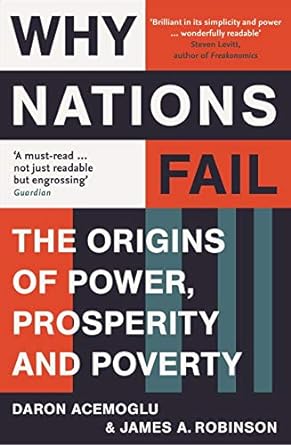 WHY
NATIONS
FAIL
'Brilliant in its simplicity and power
... wonderfully readable'
Steven Levitt,
author of Freakonomics
'A must-read ...
not just readable
but engrossing'
Guardian
THE ORIGINS
OF POWER,
PROSPERITY
AND POVERTY
DARON ACEMOGLU
& JAMES A. ROBINSON